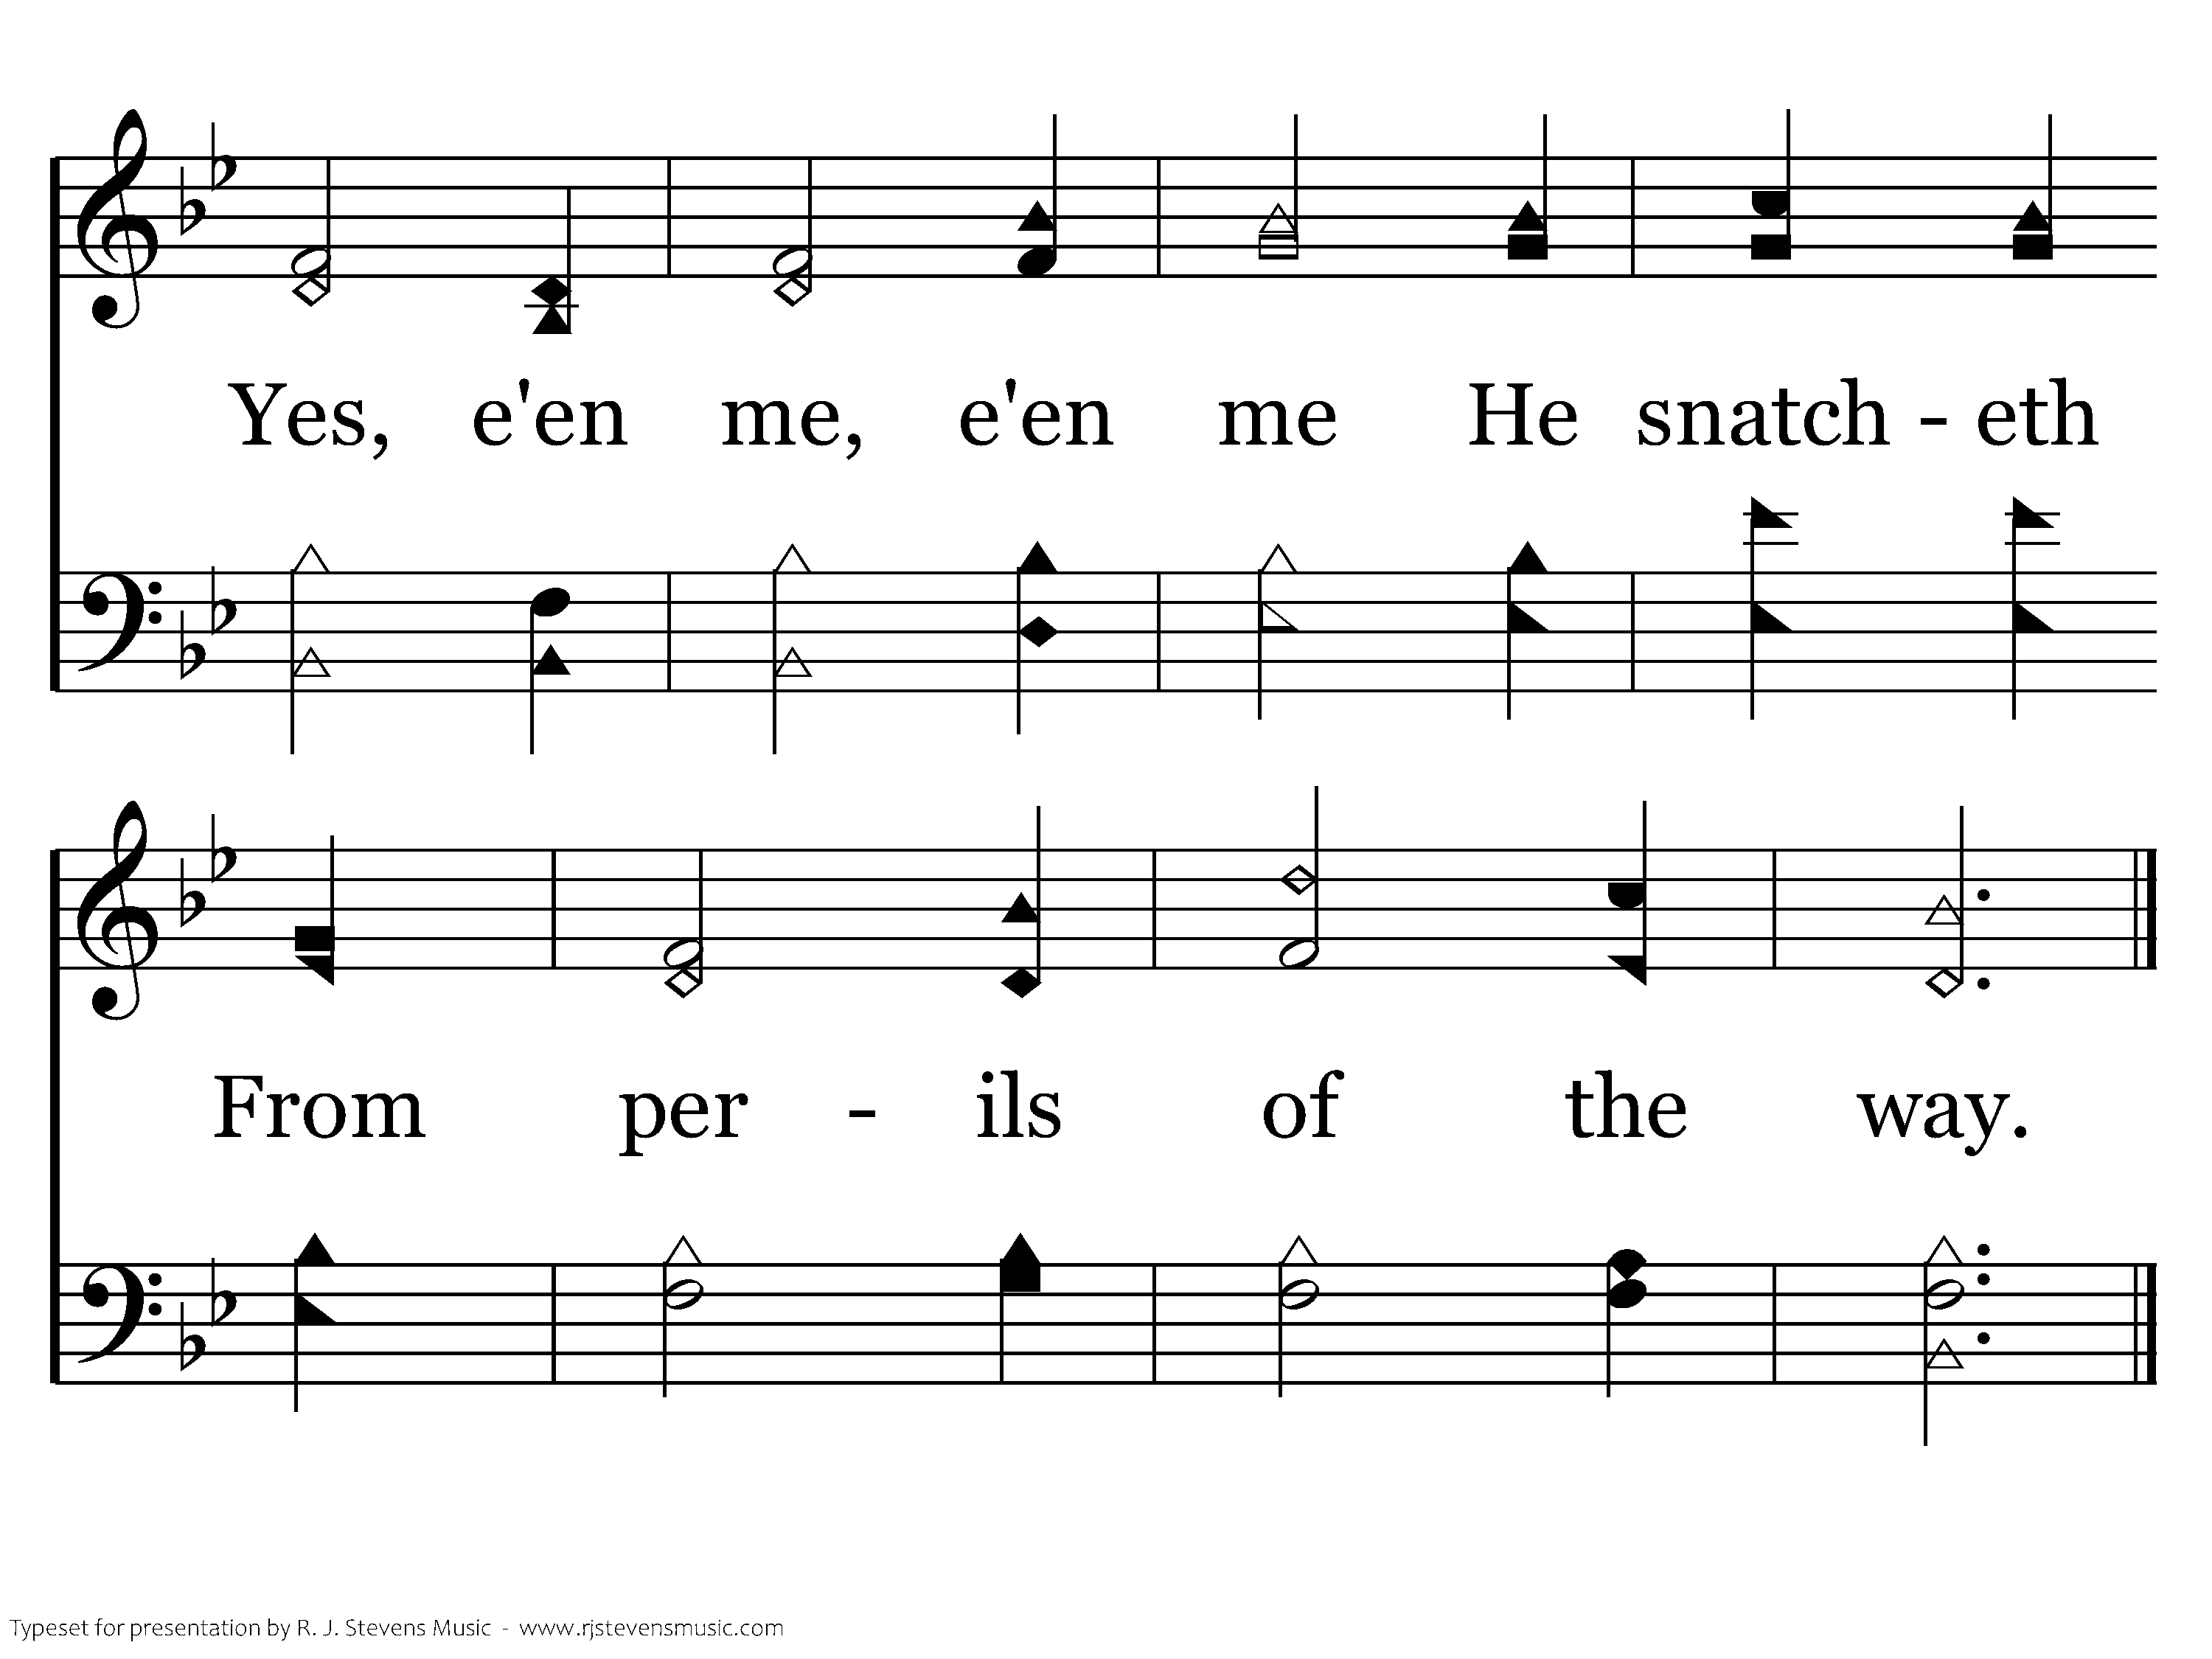 Yes, e'en me, e'en me He snatch - eth
From per - ils of the way.
Typeset for presentation by R. J. Stevens Music - www.rjstevensmusic.com